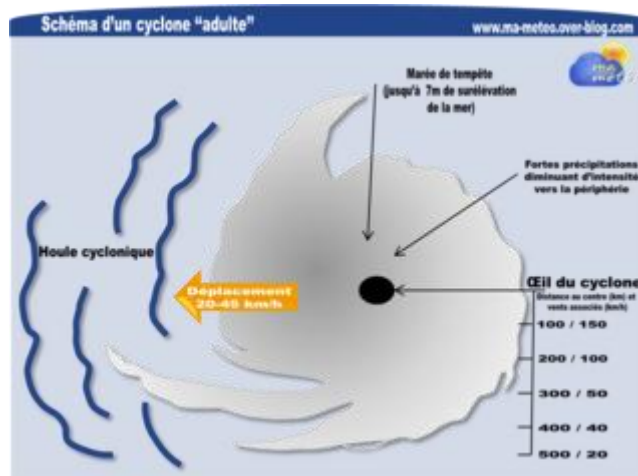 Schéma d'un cyclone “adulte”
www.ma-meteo.over-blog.com
ma
meteo
Marée de tempête
(jusqu'à 7m de surélévation
de la mer)
Fortes précipitations
diminuant d'intensité
vers la périphérie
Houle cyclonique
Déplacement
20-45 km/h
Œil du cyclone
Distance au centre (km) et
vents associés (km/h)
100 / 150
200 / 100
300 / 50
400 / 40
500 / 20